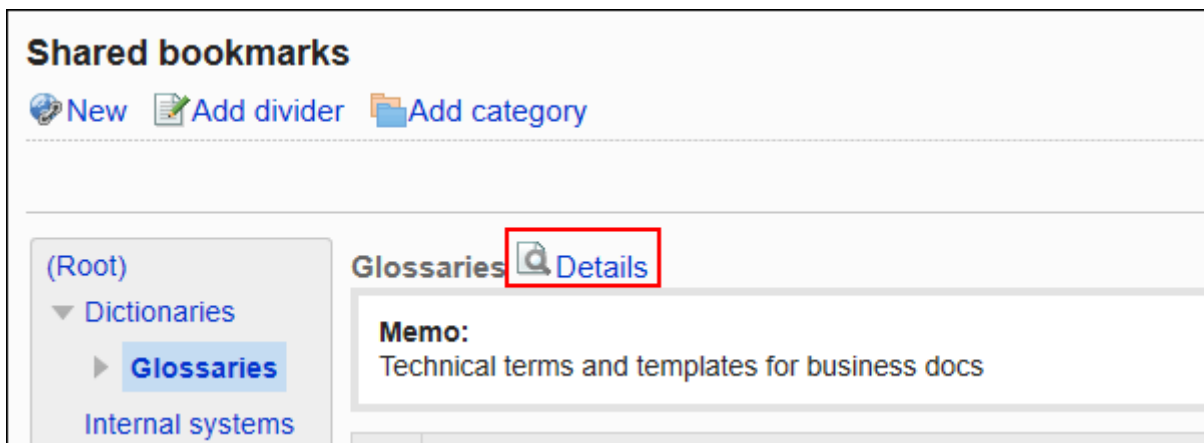 Shared bookmarks
New Add divider Add category
(Root)
Dictionaries
Glossaries
Internal systems
Glossaries Details
Memo:
Technical terms and templates for business docs